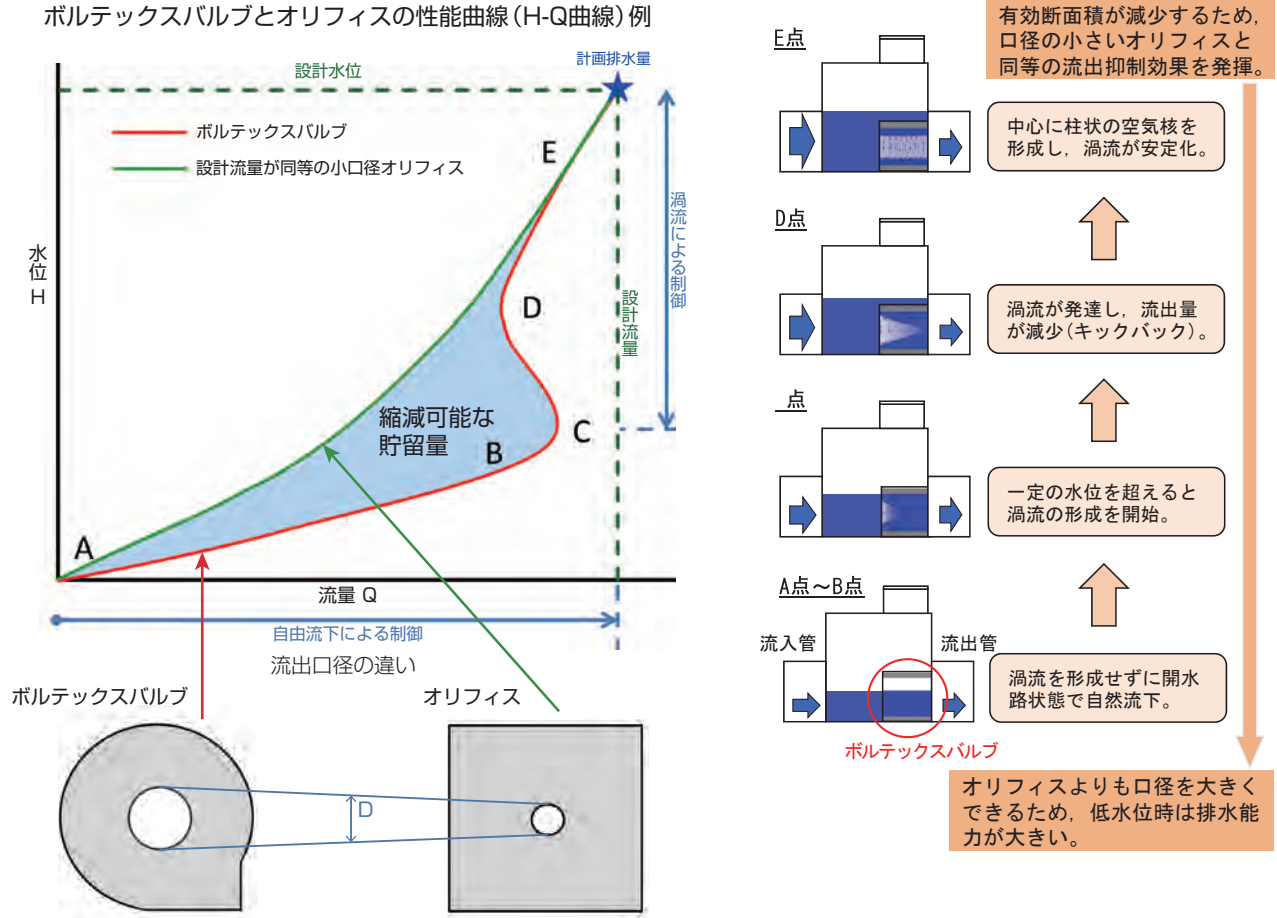 ボルテックスバルブとオリフィスの性能曲線(H-Q曲線)例
計画排水量
設計水位
ボルテックスバルブ
設計流量が同等の小口径オリフィス
E
渦流による制御
水位 H
D
設計流量
縮減可能な
貯留量
C
B
A
流量 Q
自由流下による制御
流出口径の違い
ボルテックスバルブ
オリフィス
D
有効断面積が減少するため,
口径の小さいオリフィスと
同等の流出抑制効果を発揮。
E点
中心に柱状の空気核を
形成し,渦流が安定化。
D点
渦流が発達し,流出量
が減少(キックバック)。
点
一定の水位を超えると
渦流の形成を開始。
A点~B点
流入管
流出管
渦流を形成せずに開水
路状態で自然流下。
ボルテックスバルブ
オリフィスよりも口径を大きく
できるため,低水位時は排水能
力が大きい。